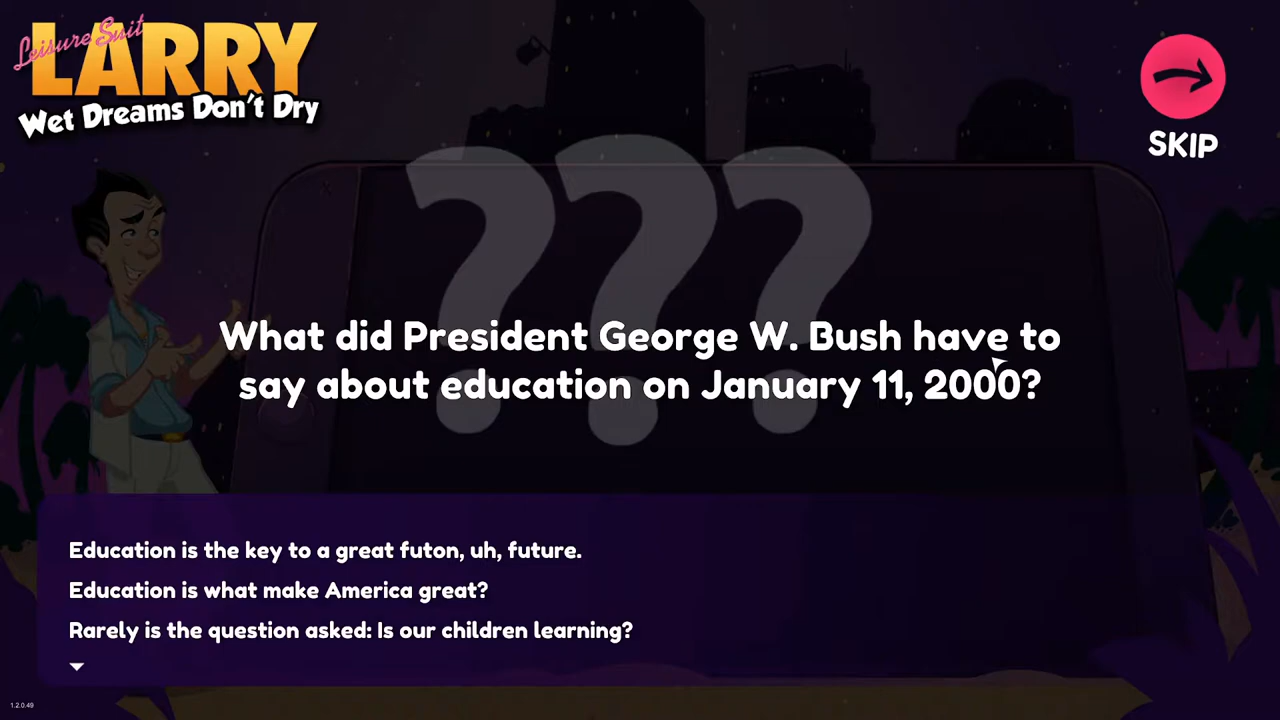 Leisure Suit
LARRY
Wet Dreams Don't Dry
SKIP
???
What did President George W. Bush have to
say about education on January 11, 2000?
Education is the key to a great futon, uh, future.
Education is what make America great?
Rarely is the question asked: Is our children learning?
1.2.0.49